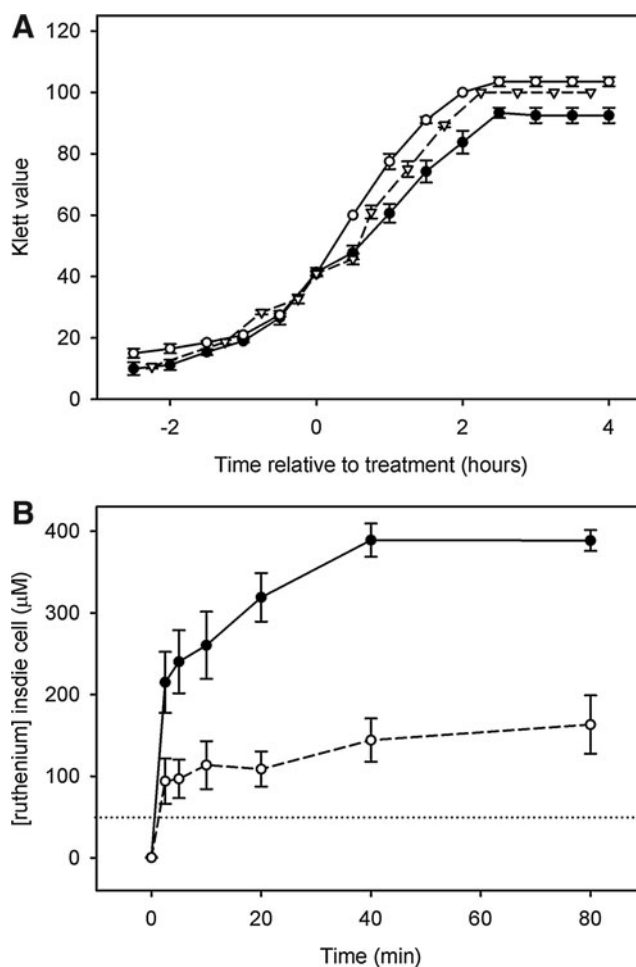 A
120
100
80
60
40
20
0
Klett value
-2 0 2 4
Time relative to treatment (hours)
B
400
300
200
100
0
[ruthenium] insdie cell (μM)
0 20 40 60 80
Time (min)